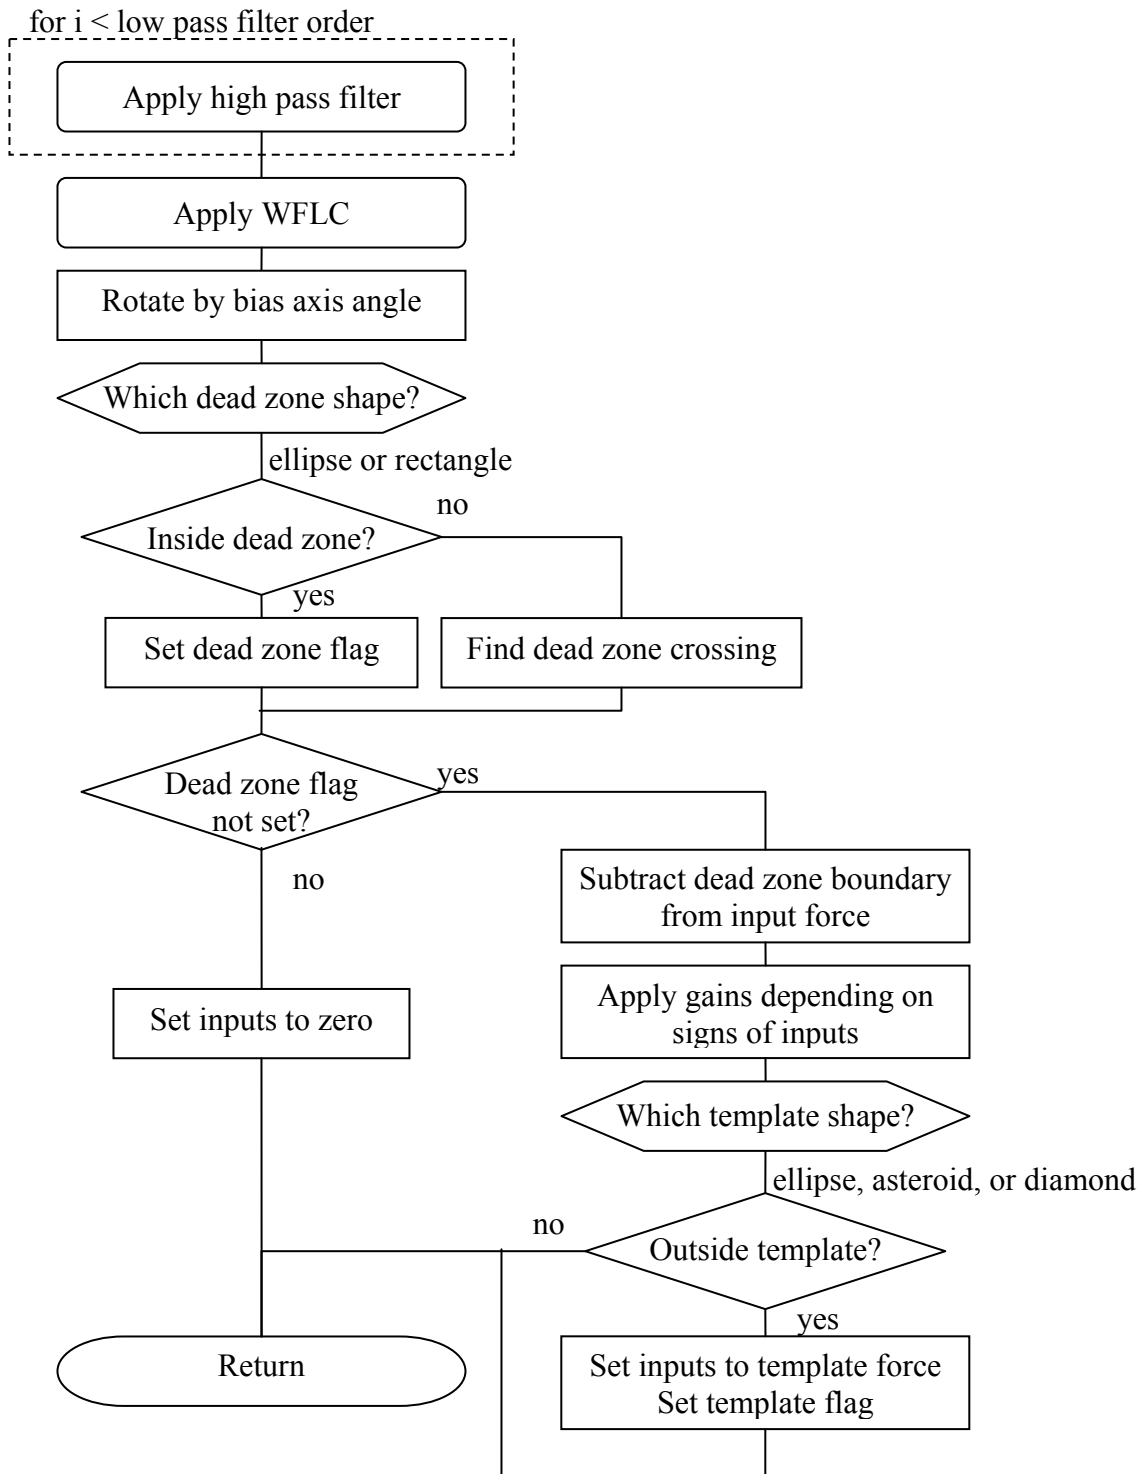 for i < low pass filter order
Apply high pass filter
Apply WFLC
Rotate by bias axis angle
Which dead zone shape?
ellipse or rectangle
no
Inside dead zone?
yes
Set dead zone flag
Find dead zone crossing
Dead zone flag
not set?
yes
no
Subtract dead zone boundary
from input force
Set inputs to zero
Apply gains depending on
signs of inputs
Which template shape?
ellipse, asteroid, or diamond
no
Outside template?
yes
Return
Set inputs to template force
Set template flag